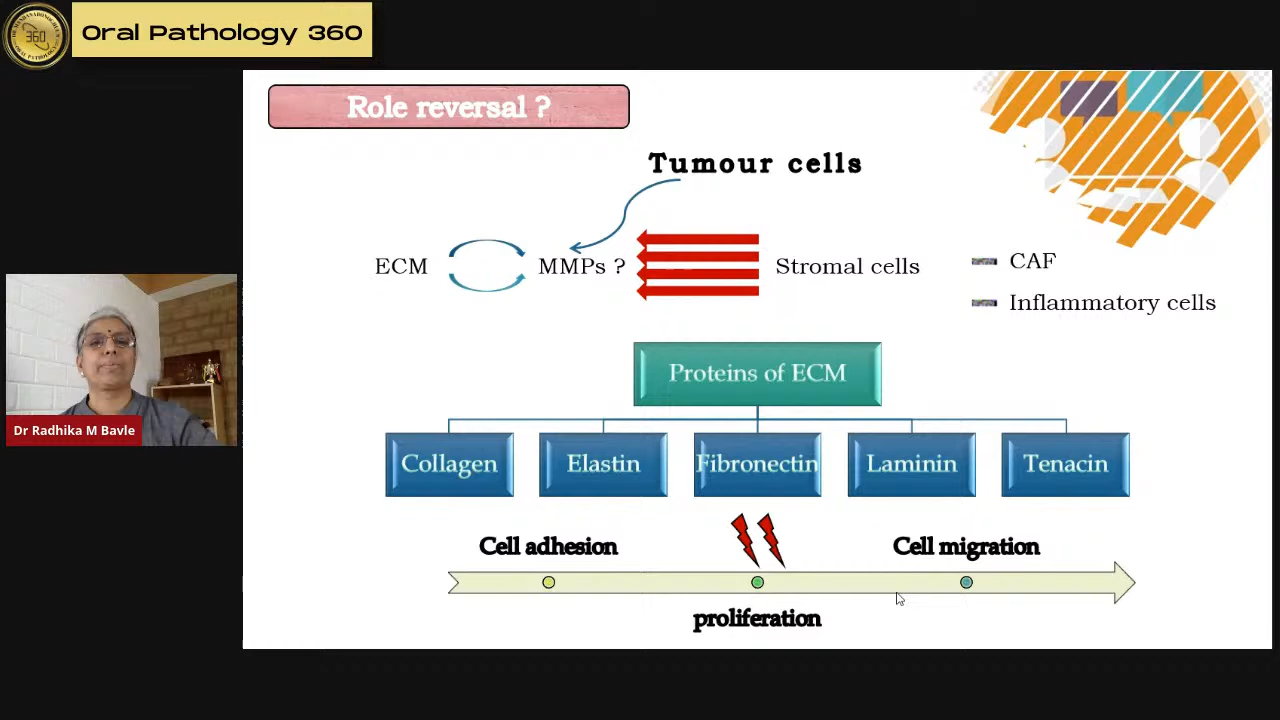 360
Oral Pathology 360
Role reversal ?
Tumour cells
ECM
MMPs ?
Stromal cells
CAF
Inflammatory cells
Proteins of ECM
Collagen
Elastin
Fibronectin
Laminin
Tenacin
Cell adhesion
Cell migration
proliferation
Dr Radhika M Bavle